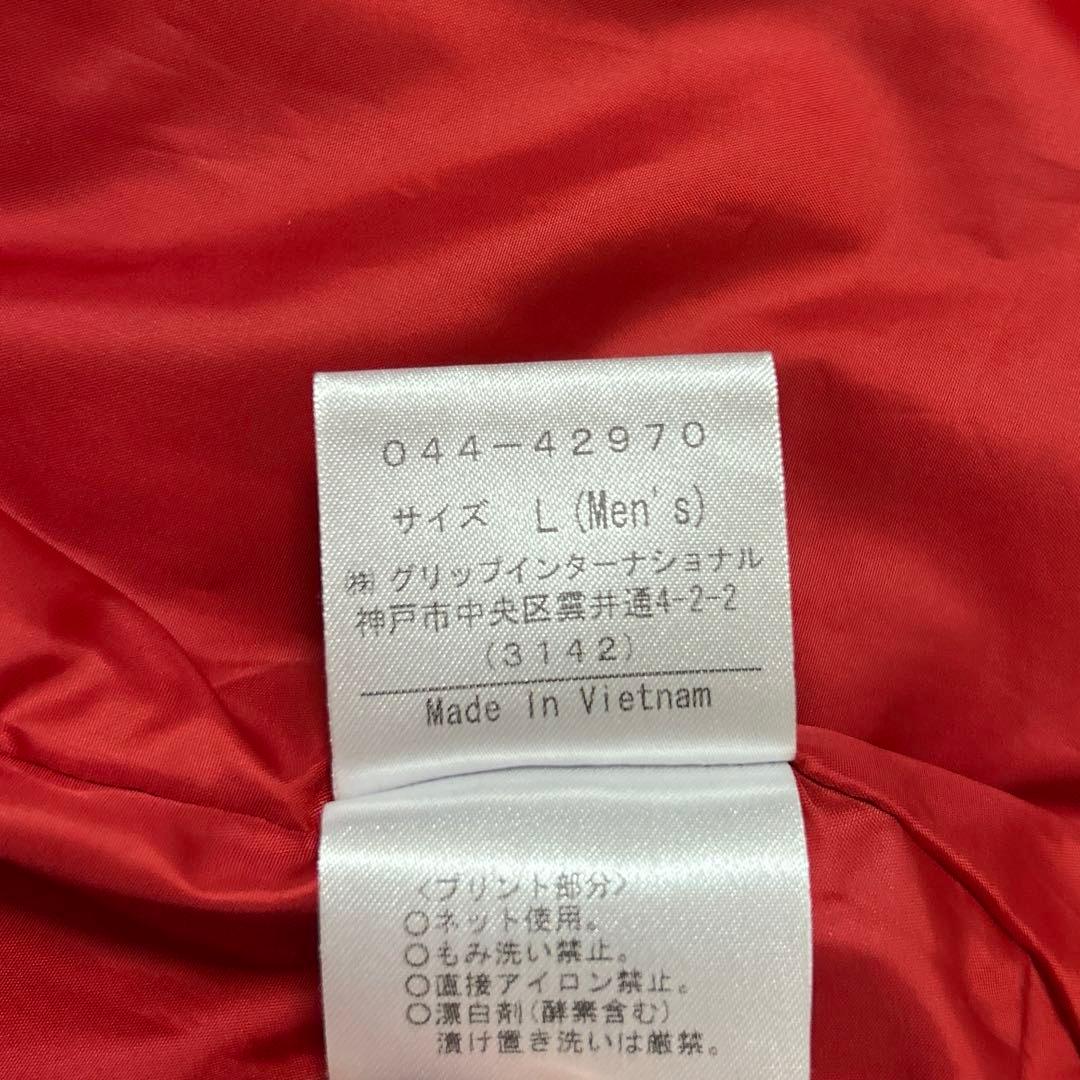 044-42970
サイズ L(Men's)
㈱グリップインターナショナル
神戸市中央区雲井通4-2-2
(3142)
Made In Vietnam
〈プリント部分〉
○ネット使用。
○もみ洗い禁止。
○直接アイロン禁止。
○漂白剤(酵素含む)
漬け置き洗いは厳禁。